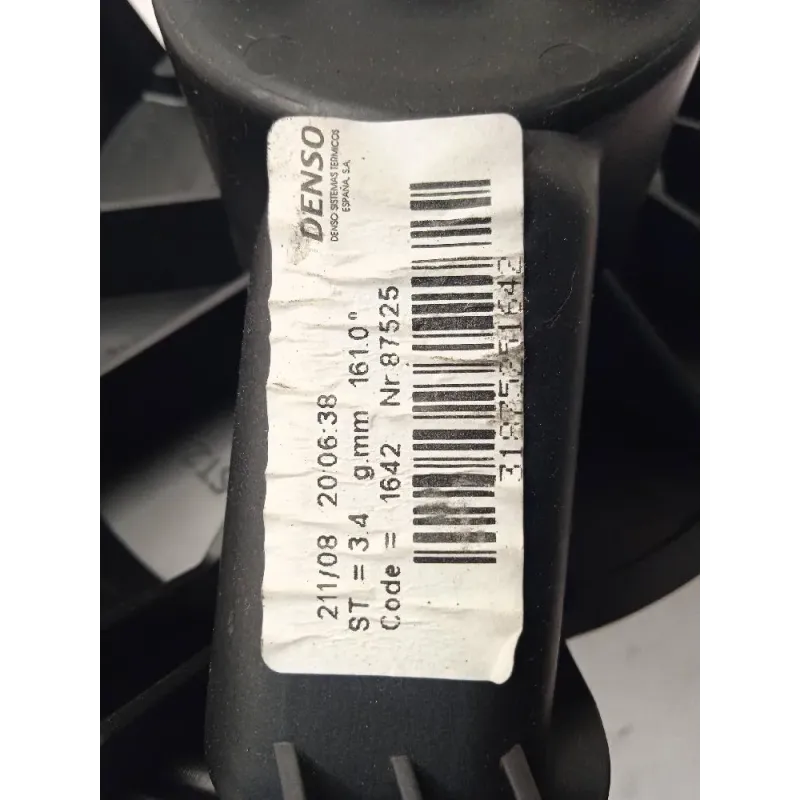 DENSO
DENSO SISTEMAS TERMICOS
ESPAÑA, S.A.
211/08 20:06:38
ST = 3.4 g.mm 161.0°
Code = 1642 Nr.87525